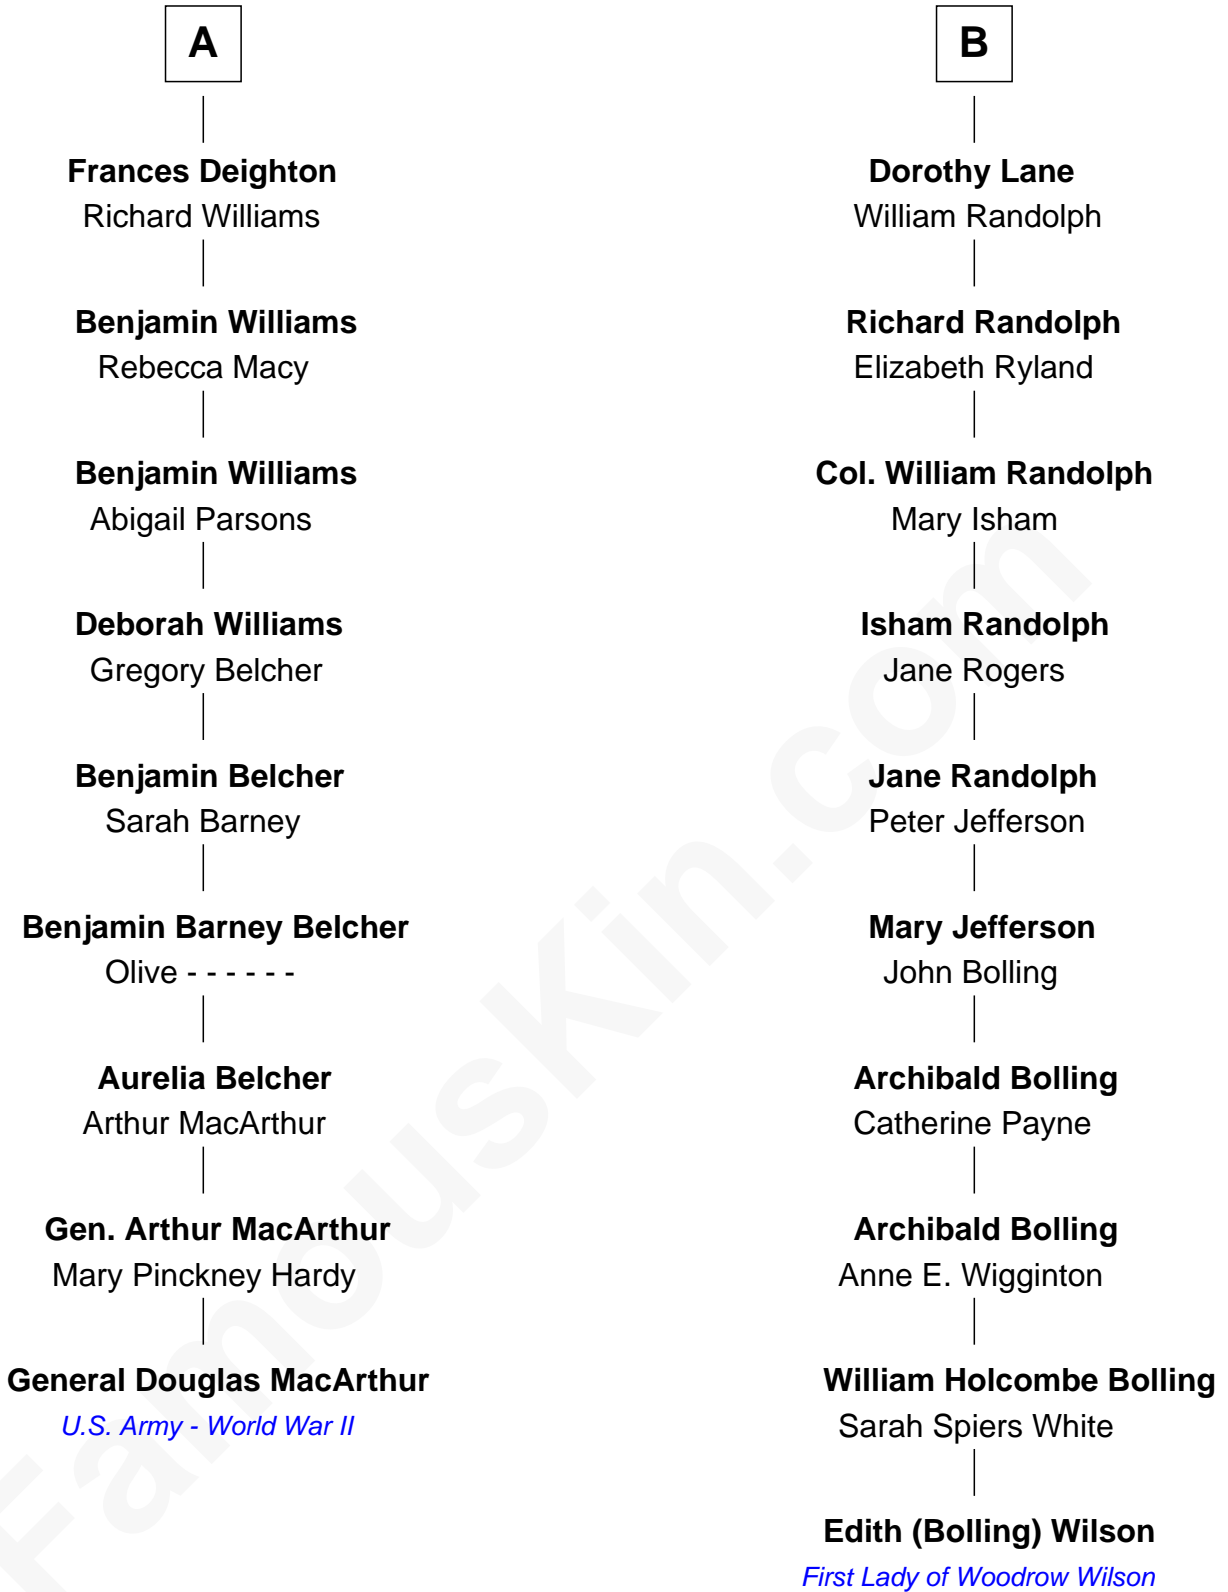 A
Frances Deighton
Richard Williams
Benjamin Williams
Rebecca Macy
Benjamin Williams
Abigail Parsons
Deborah Williams
Gregory Belcher
Benjamin Belcher
Sarah Barney
Benjamin Barney Belcher
Olive - - - - - -
Aurelia Belcher
Arthur MacArthur
Gen. Arthur MacArthur
Mary Pinckney Hardy
General Douglas MacArthur
U.S. Army - World War II
B
Dorothy Lane
William Randolph
Richard Randolph
Elizabeth Ryland
Col. William Randolph
Mary Isham
Isham Randolph
Jane Rogers
Jane Randolph
Peter Jefferson
Mary Jefferson
John Bolling
Archibald Bolling
Catherine Payne
Archibald Bolling
Anne E. Wigginton
William Holcombe Bolling
Sarah Spiers White
Edith (Bolling) Wilson
First Lady of Woodrow Wilson
FamousKin.com